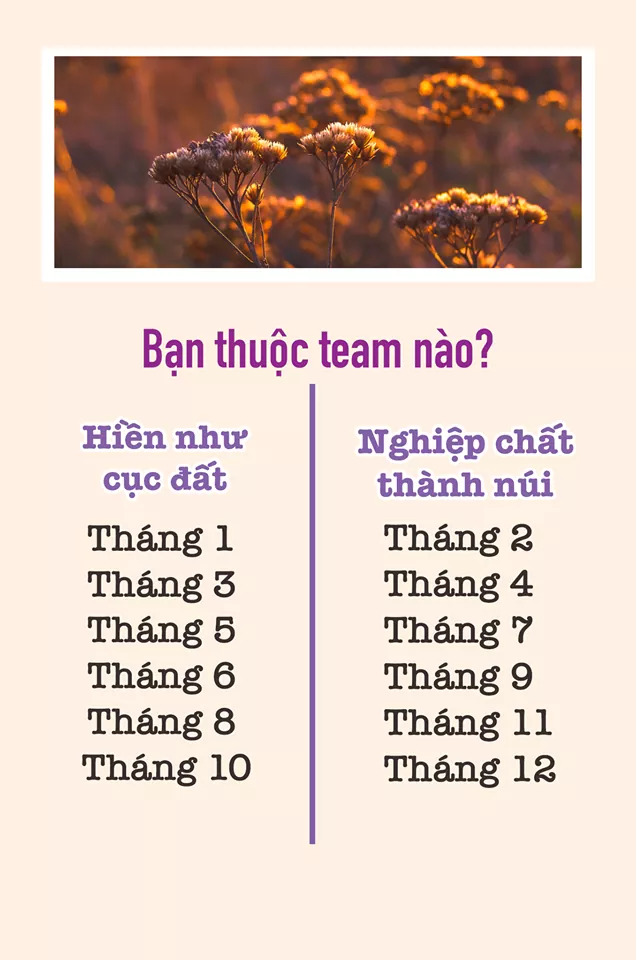 Bạn thuộc team nào?
Hiền như
cục đất
Tháng 1
Tháng 3
Tháng 5
Tháng 6
Tháng 8
Tháng 10
Nghiệp chất
thành núi
Tháng 2
Tháng 4
Tháng 7
Tháng 9
Tháng 11
Tháng 12